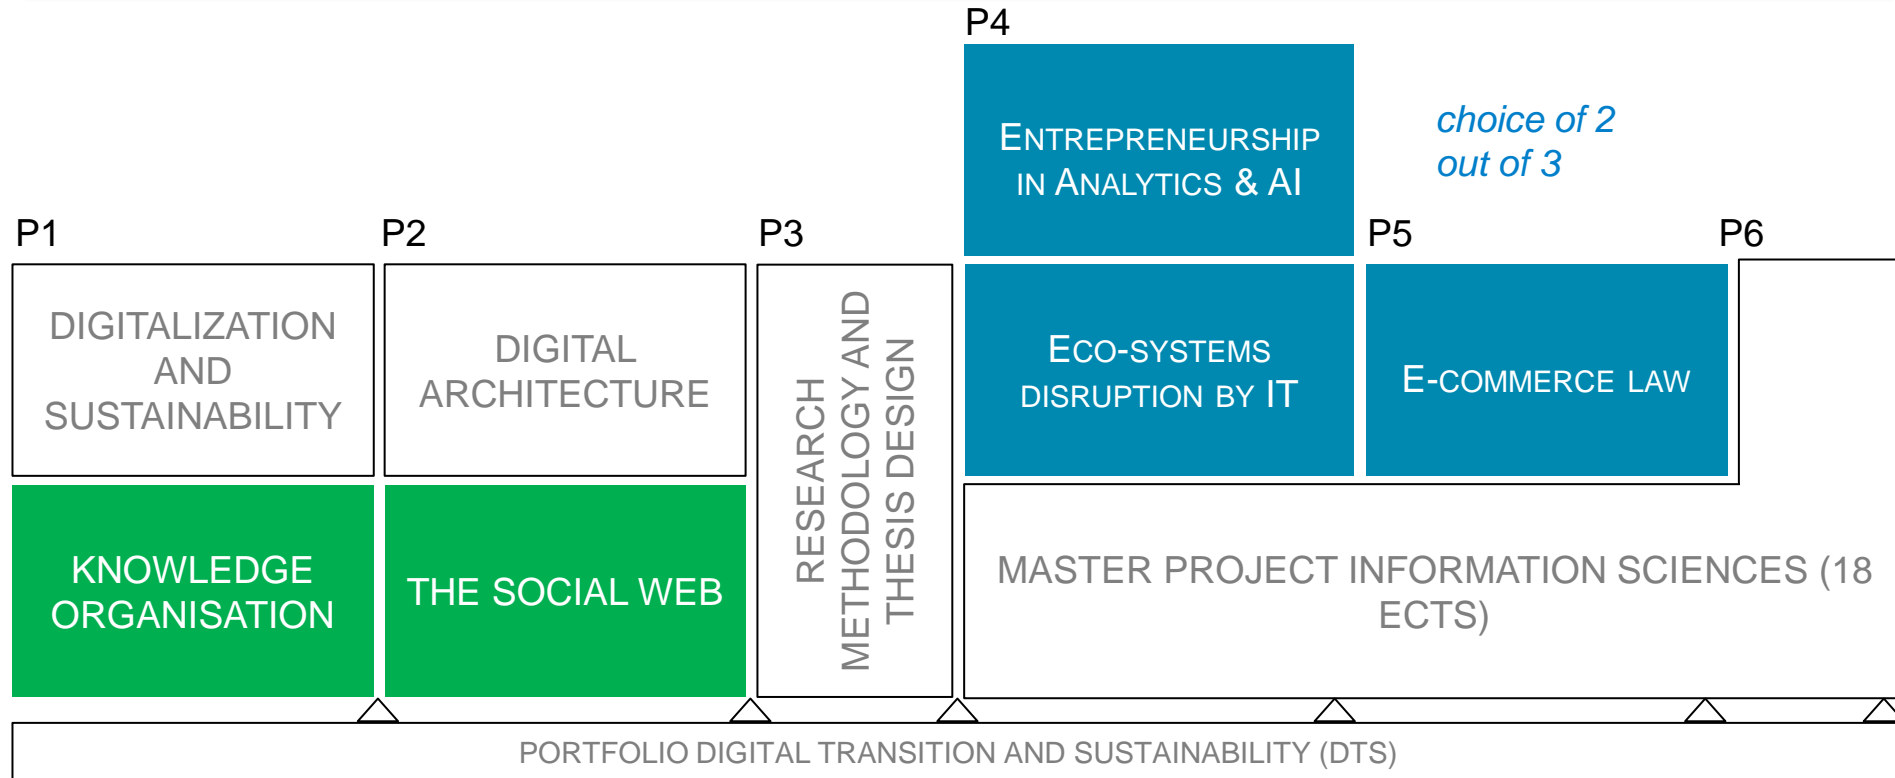 P4
ENTREPRENEURSHIP
IN ANALYTICS & AI
choice of 2
out of 3
P1
P2
P3
P5
P6
DIGITALIZATION
AND
SUSTAINABILITY
DIGITAL
ARCHITECTURE
RESEARCH
METHODOLOGY AND
THESIS DESIGN
ECO-SYSTEMS
DISRUPTION BY IT
E-COMMERCE LAW
KNOWLEDGE
ORGANISATION
THE SOCIAL WEB
MASTER PROJECT INFORMATION SCIENCES (18
ECTS)
PORTFOLIO DIGITAL TRANSITION AND SUSTAINABILITY (DTS)